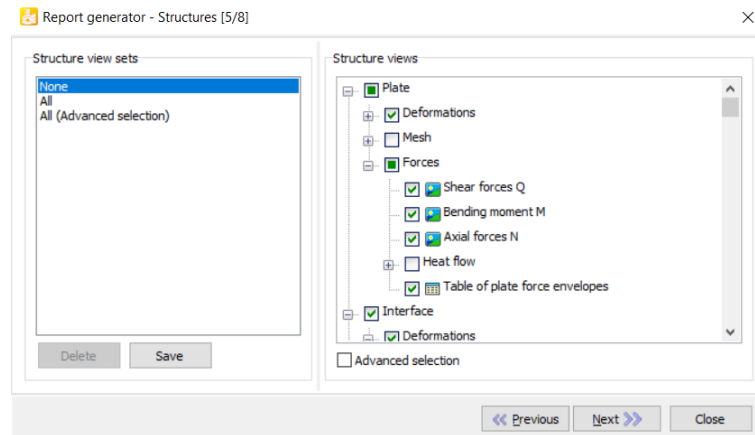 Report generator - Structures [5/8]
Structure view sets
None
All
All (Advanced selection)
Delete
Save
Structure views
Plate
Deformations
Mesh
Forces
Shear forces Q
Bending moment M
Axial forces N
Heat flow
Table of plate force envelopes
Interface
Deformations
Advanced selection
Previous
Next
Close